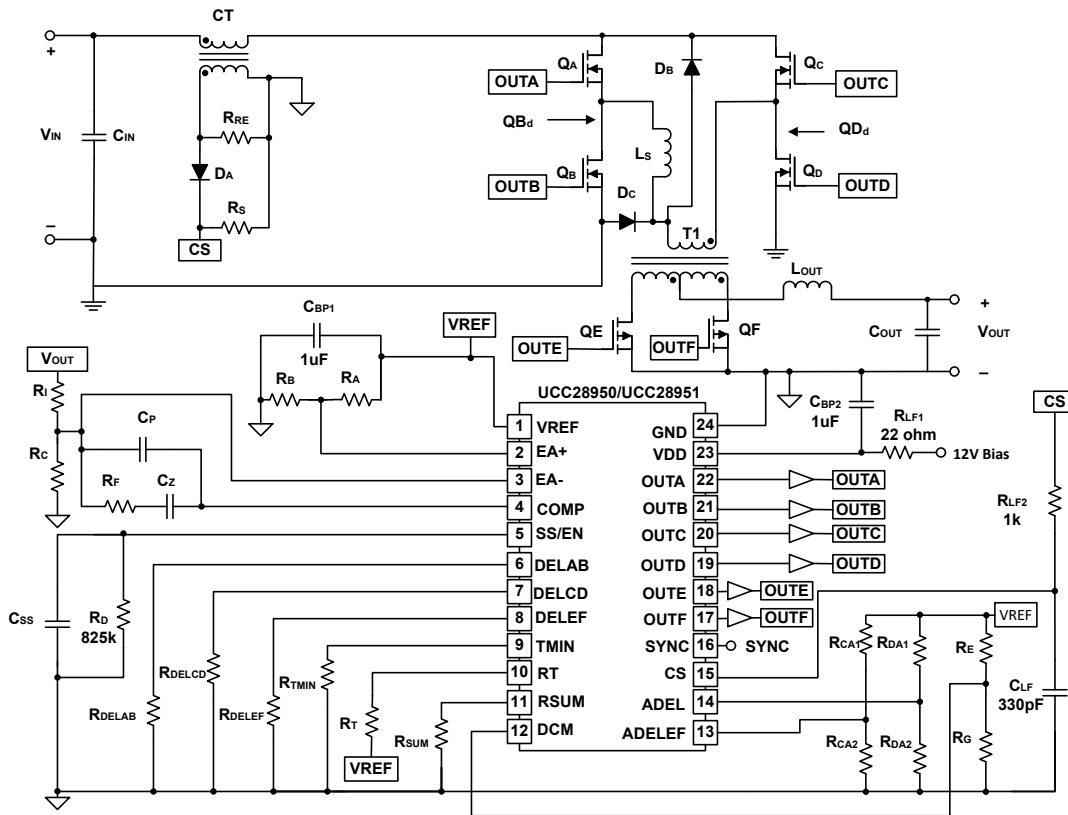 CT
+
VIN
CIN
−
RRE
DA
RS
CS
QA
OUTA
QBd
QB
OUTB
LS
DC
DB
T1
QC
OUTC
QDd
QD
OUTD
LOUT
+
COUT
VOUT
−
QE
OUTE
QF
OUTF
CBP1
1uF
VREF
RB
RA
VOUT
RI
RC
CP
RF
CZ
CSS
RD
825k
RDELAB
RDELCD
RDELEF
RTMIN
RT
VREF
RSUM
UCC28950/UCC28951
1 VREF
2 EA+
3 EA-
4 COMP
5 SS/EN
6 DELAB
7 DELCD
8 DELEF
9 TMIN
10 RT
11 RSUM
12 DCM
GND 24
VDD 23
OUTA 22
OUTB 21
OUTC 20
OUTD 19
OUTE 18
OUTF 17
SYNC 16
CS 15
ADEL 14
ADELEF 13
CBP2
1uF
RLF1
22 ohm
12V Bias
OUTA
OUTB
OUTC
OUTD
OUTE
OUTF
SYNC
CS
RLF2
1k
VREF
RCA1
RDA1
RE
RCA2
RDA2
RG
CLF
330pF